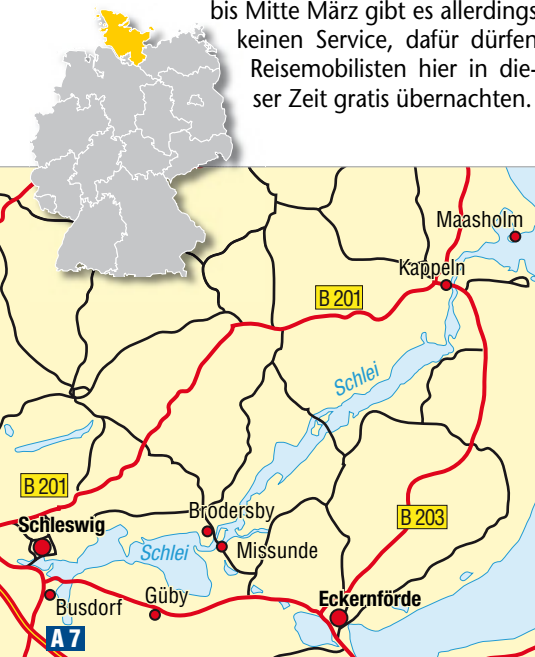 bis Mitte März gibt es allerdings
keinen Service, dafür dürfen
Reisemobilisten hier in die-
ser Zeit gratis übernachten.
Maasholm
Kappeln
B 201
Schlei
B 201
Schleswig
Brodersby
B 203
Schlei
Missunde
Güby
Eckernförde
Busdorf
A 7